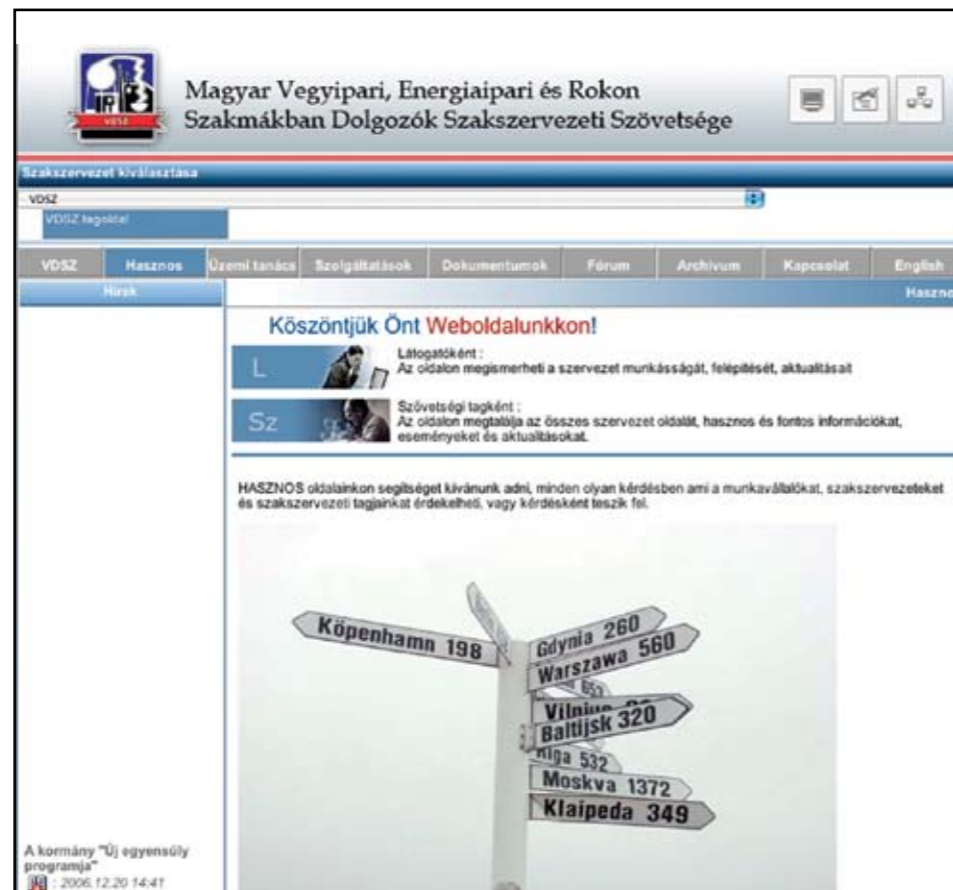 VDSZ
Magyar Vegyipari, Energiaipari és Rokon
Szakmákban Dolgozók Szakszervezeti Szövetsége
Szakszervezet kiválasztása
VDSZ
VDSZ tagoldal
VDSZ Hasznos Üzemi tanács Szolgáltatások Dokumentumok Fórum Archívum Kapcsolat English
Hírek
Haszno
Köszöntjük Önt Weboldalunkkon!
L
Látogatóként :
Az oldalon megismerheti a szervezet munkásságát, felépítését, aktualitásait
Sz
Szövetségi tagként :
Az oldalon megtalálja az összes szervezet oldalát, hasznos és fontos információkat,
eseményeket és aktualitásokat.
HASZNOS oldalainkon segítséget kívánunk adni, minden olyan kérdésben ami a munkavállalókat, szakszervezeteket
és szakszervezeti tagjainkat érdekelheti, vagy kérdésként teszik fel.
Köpenhamn 198
Gdynia 260
Warszawa 560
653
Vilnius
Baltijsk 320
Riga 532
Moskva 1372
Klaipeda 349
A kormány "Új egyensúly
programja"
: 2006.12.20 14:41